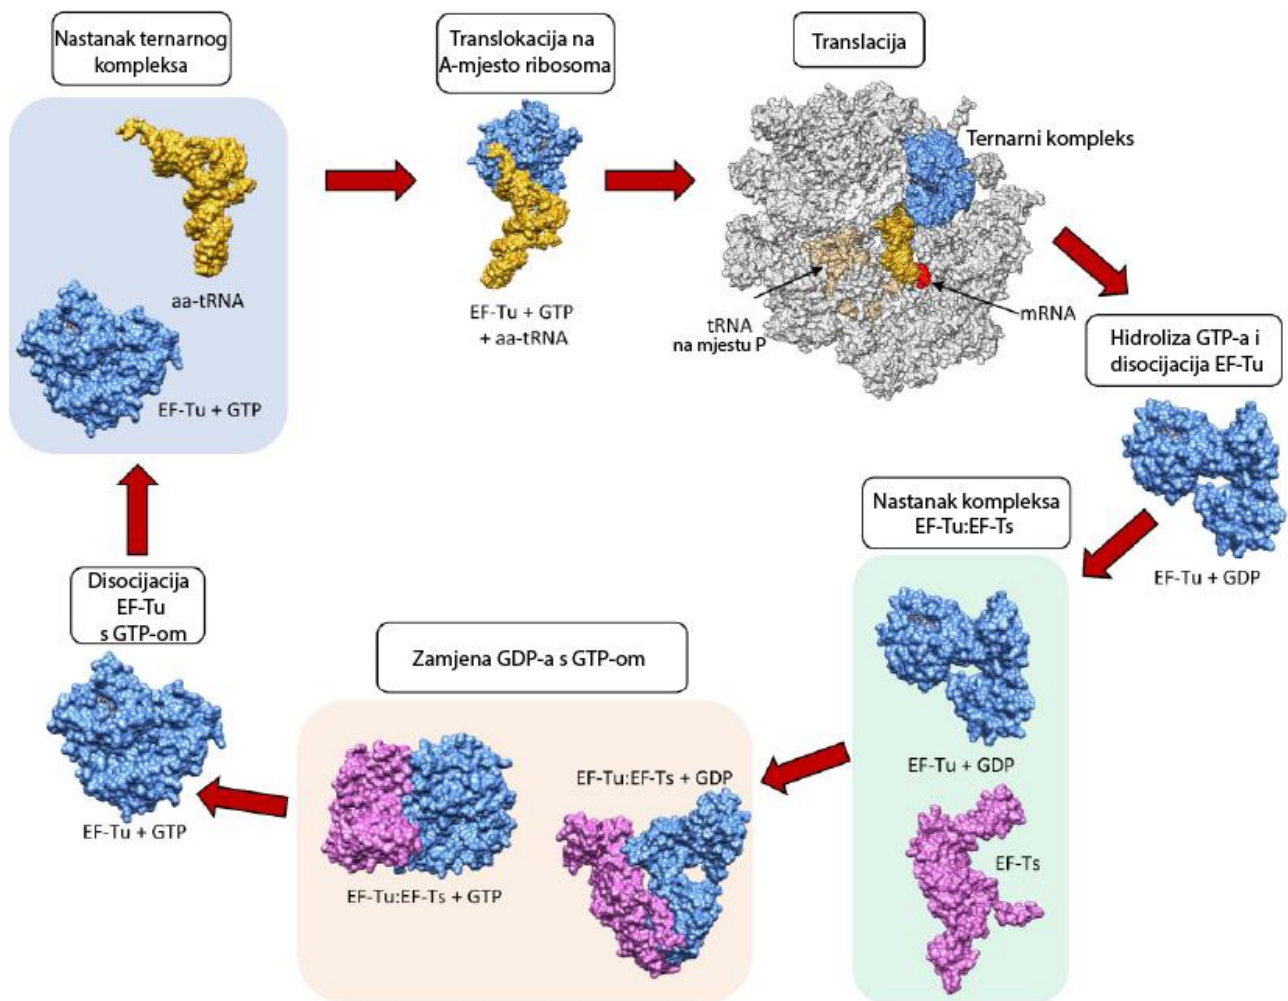 Nastanak ternarnog
kompleksa
Translokacija na
A-mjesto ribosoma
Translacija
Ternarni kompleks
aa-tRNA
EF-Tu + GTP
EF-Tu + GTP
+ aa-tRNA
tRNA
na mjestu P
mRNA
Hidroliza GTP-a i
disocijacija EF-Tu
EF-Tu + GDP
Nastanak kompleksa
EF-Tu:EF-Ts
EF-Tu + GDP
EF-Ts
Zamjena GDP-a s GTP-om
EF-Tu:EF-Ts + GDP
EF-Tu:EF-Ts + GTP
Disocijacija
EF-Tu
s GTP-om
EF-Tu + GTP